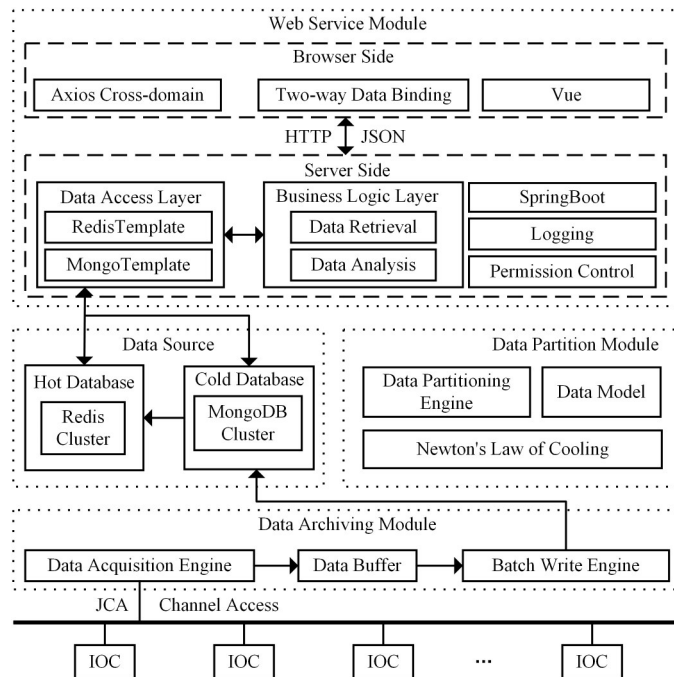 Web Service Module
Browser Side
Axios Cross-domain
Two-way Data Binding
Vue
HTTP
JSON
Server Side
Data Access Layer
RedisTemplate
MongoTemplate
Business Logic Layer
Data Retrieval
Data Analysis
SpringBoot
Logging
Permission Control
Data Source
Hot Database
Redis
Cluster
Cold Database
MongoDB
Cluster
Data Partition Module
Data Partitioning
Engine
Data Model
Newton's Law of Cooling
Data Archiving Module
Data Acquisition Engine
Data Buffer
Batch Write Engine
JCA
Channel Access
IOC
IOC
IOC
...
IOC